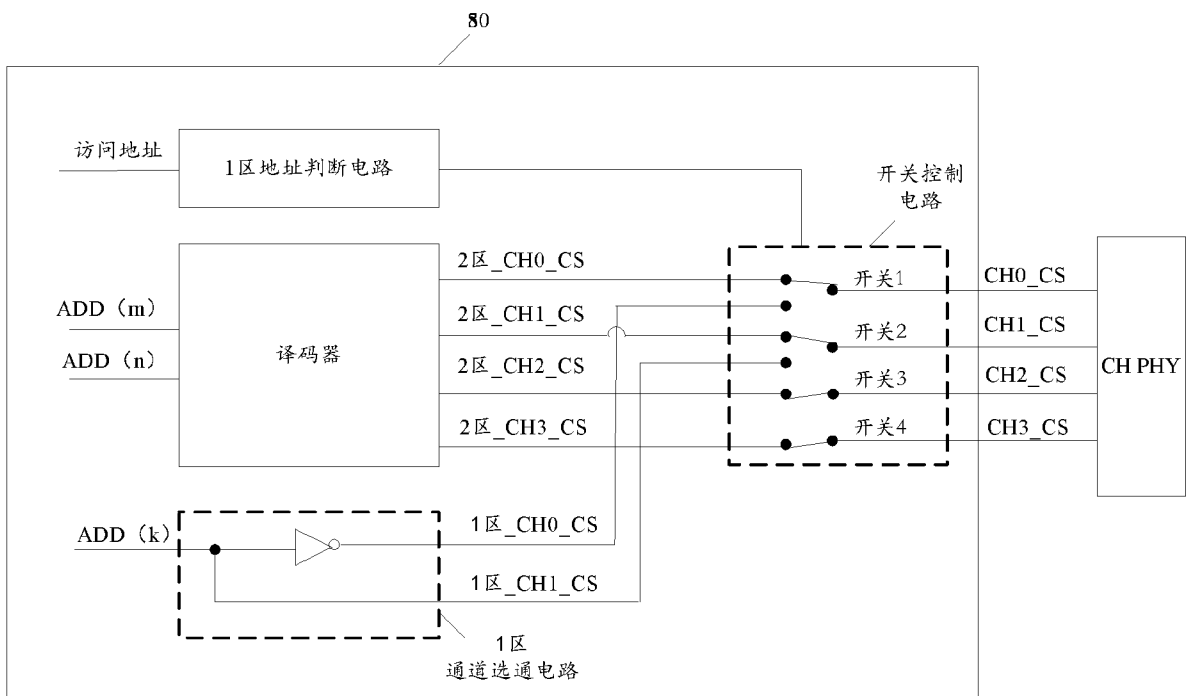 访问地址
1区地址判断电路
开关控制
电路
2区_CH0_CS
开关1
CH0_CS
ADD（m）
2区_CH1_CS
开关2
CH1_CS
ADD（n）
译码器
2区_CH2_CS
开关3
CH2_CS
CH PHY
2区_CH3_CS
开关4
CH3_CS
ADD（k）
1区_CH0_CS
1区_CH1_CS
1区
通道选通电路